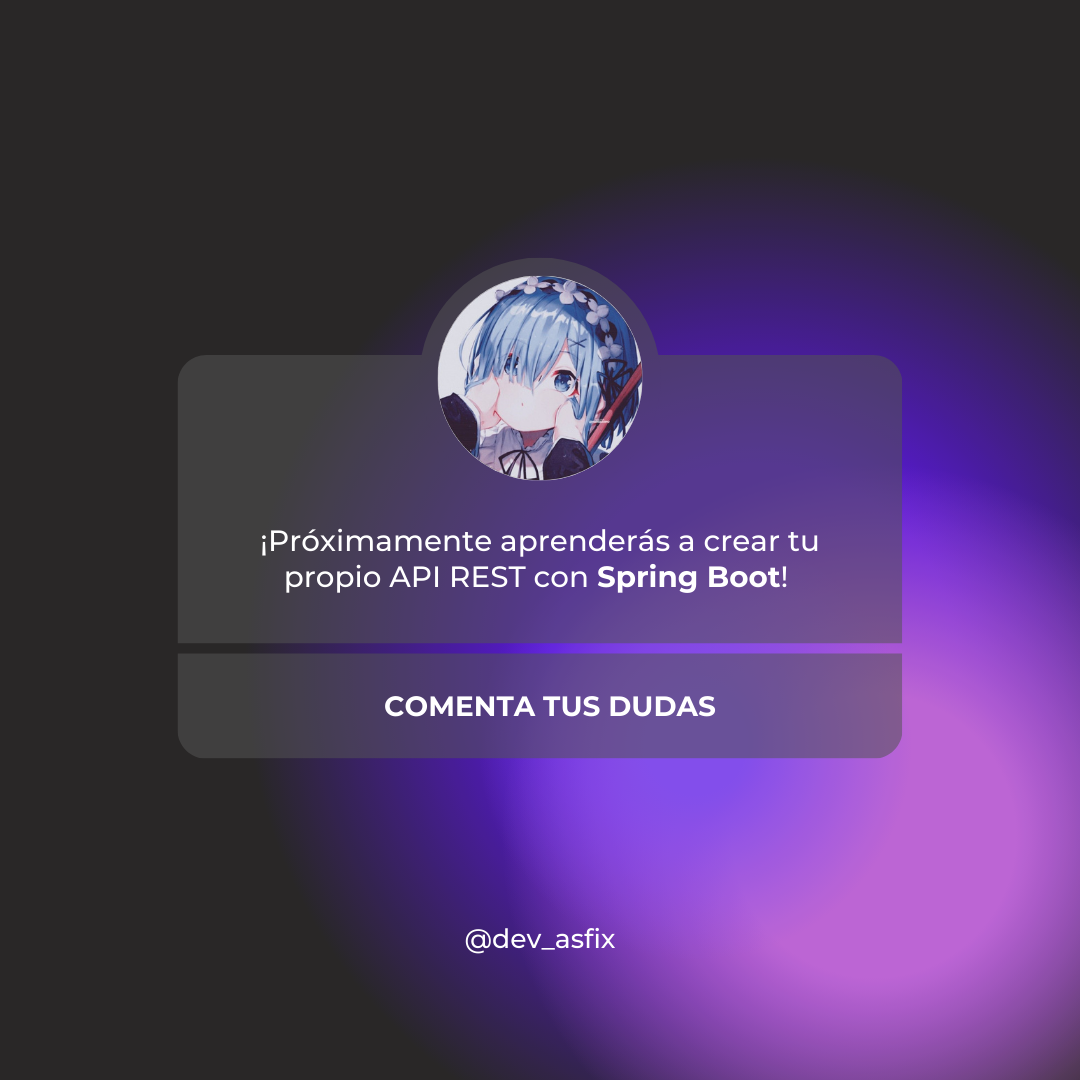 ¡Próximamente aprenderás a crear tu
propio API REST con Spring Boot!
COMENTA TUS DUDAS
@dev_asfix